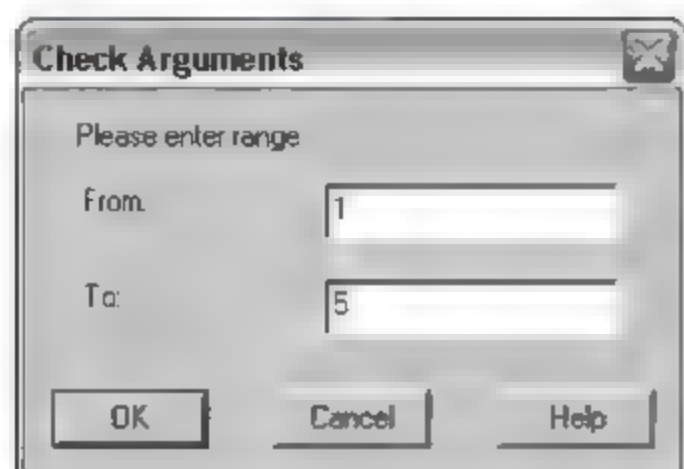 Check Arguments
Please enter range
From:
1
To:
5
OK Cancel Help